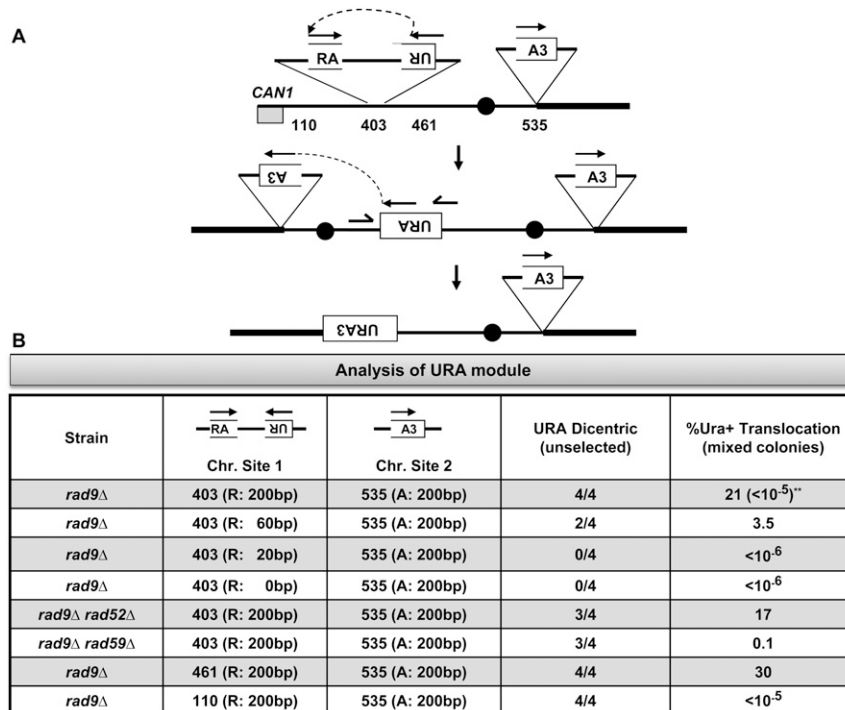 A
RA
UR
A3
CAN1
110 403 461 535
A3
URA
A3
A3
URA3
B
Analysis of URA module
Strain
RA UR
Chr. Site 1
A3
Chr. Site 2
URA Dicentric
(unselected)
%Ura+ Translocation
(mixed colonies)
rad9Δ 403 (R: 200bp) 535 (A: 200bp) 4/4 21 (<10⁻⁵)**
rad9Δ 403 (R: 60bp) 535 (A: 200bp) 2/4 3.5
rad9Δ 403 (R: 20bp) 535 (A: 200bp) 0/4 <10⁻⁶
rad9Δ 403 (R: 0bp) 535 (A: 200bp) 0/4 <10⁻⁶
rad9Δ rad52Δ 403 (R: 200bp) 535 (A: 200bp) 3/4 17
rad9Δ rad59Δ 403 (R: 200bp) 535 (A: 200bp) 3/4 0.1
rad9Δ 461 (R: 200bp) 535 (A: 200bp) 4/4 30
rad9Δ 110 (R: 200bp) 535 (A: 200bp) 4/4 <10⁻⁵